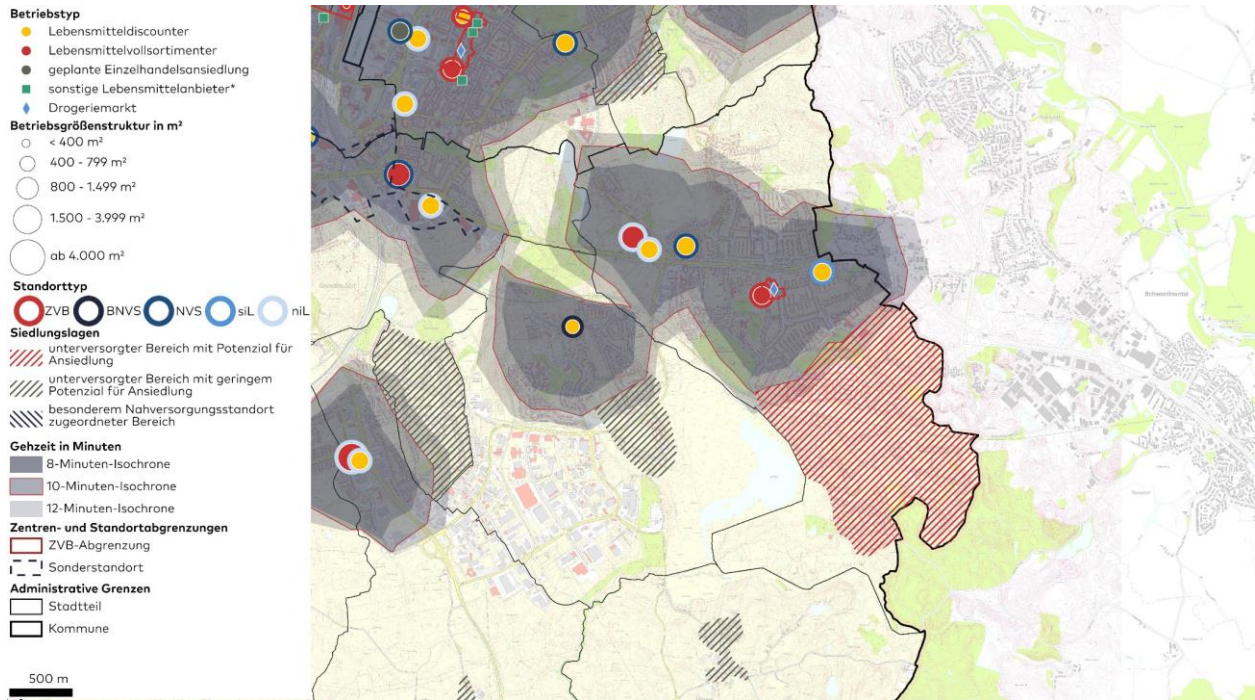 Betriebstyp
Lebensmitteldiscounter
Lebensmittelvollsortimenter
geplante Einzelhandelsansiedlung
sonstige Lebensmittelanbieter*
Drogeriemarkt
Betriebsgrößenstruktur in m²
< 400 m²
400 - 799 m²
800 - 1.499 m²
1.500 - 3.999 m²
ab 4.000 m²
Standorttyp
ZVB BNVS NVS siL niL
Siedlungslagen
unterversorgter Bereich mit Potenzial für
Ansiedlung
unterversorgter Bereich mit geringem
Potenzial für Ansiedlung
besonderem Nahversorgungsstandort
zugeordneter Bereich
Gehzeit in Minuten
8-Minuten-Isochrone
10-Minuten-Isochrone
12-Minuten-Isochrone
Zentren- und Standortabgrenzungen
ZVB-Abgrenzung
Sonderstandort
Administrative Grenzen
Stadtteil
Kommune
500 m
Schwentinental